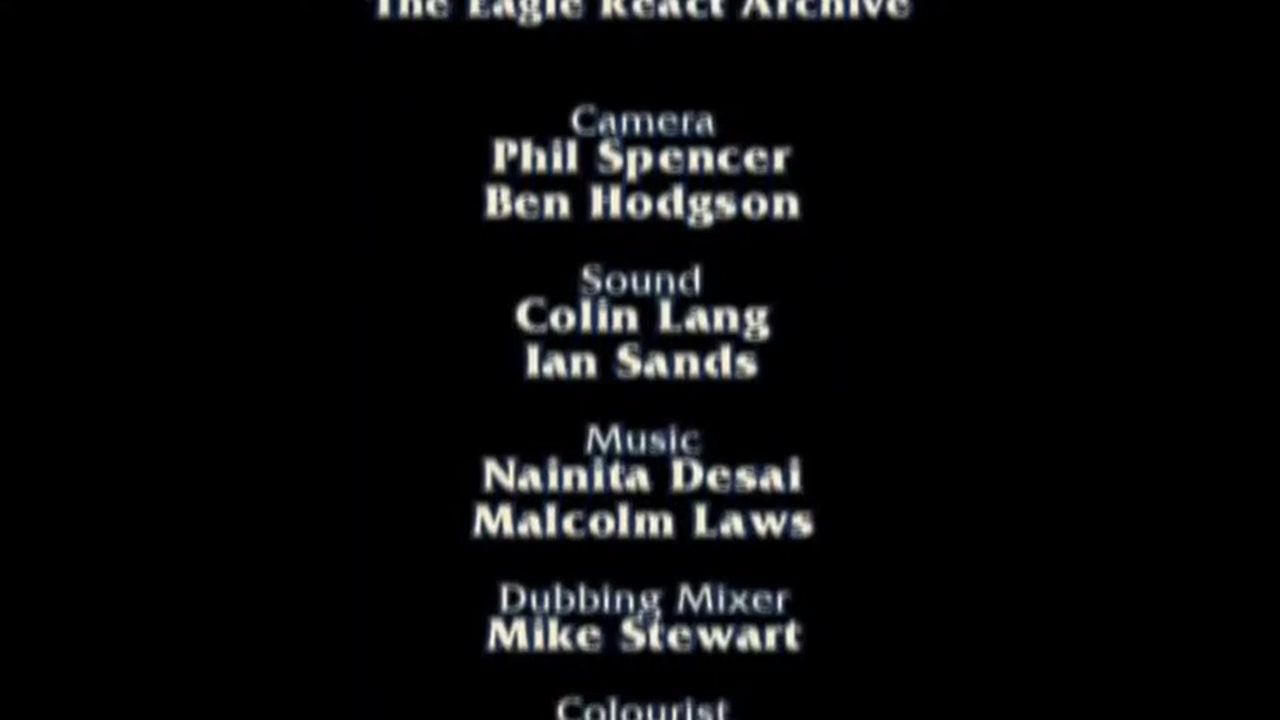 The Eagle React Archive
Camera
Phil Spencer
Ben Hodgson
Sound
Colin Lang
Ian Sands
Music
Nainita Desai
Malcolm Laws
Dubbing Mixer
Mike Stewart
Colourist